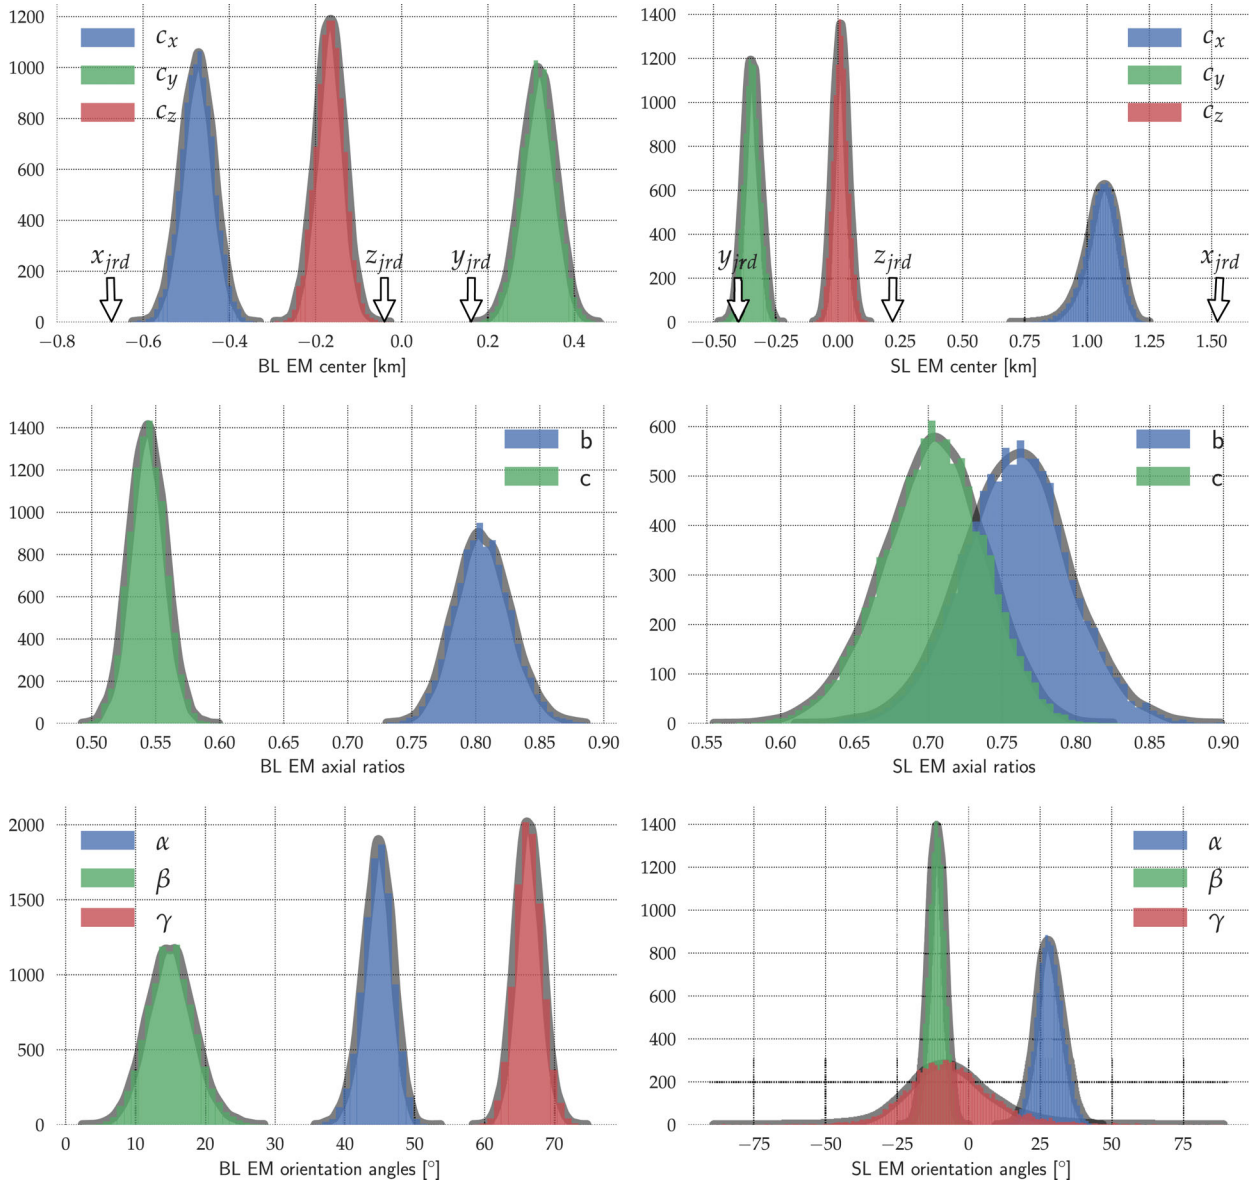 1200
1000
800
600
400
200
0
c_x
c_y
c_z
x_jrd
z_jrd
y_jrd
−0.8 −0.6 −0.4 −0.2 0.0 0.2 0.4
BL EM center [km]
1400
1200
1000
800
600
400
200
0
c_x
c_y
c_z
y_jrd
z_jrd
x_jrd
−0.50 −0.25 0.00 0.25 0.50 0.75 1.00 1.25 1.50
SL EM center [km]
1400
1200
1000
800
600
400
200
0
b
c
0.50 0.55 0.60 0.65 0.70 0.75 0.80 0.85 0.90
BL EM axial ratios
600
500
400
300
200
100
0
b
c
0.55 0.60 0.65 0.70 0.75 0.80 0.85 0.90
SL EM axial ratios
2000
1500
1000
500
0
α
β
γ
0 10 20 30 40 50 60 70
BL EM orientation angles [°]
1400
1200
1000
800
600
400
200
0
α
β
γ
−75 −50 −25 0 25 50 75
SL EM orientation angles [°]